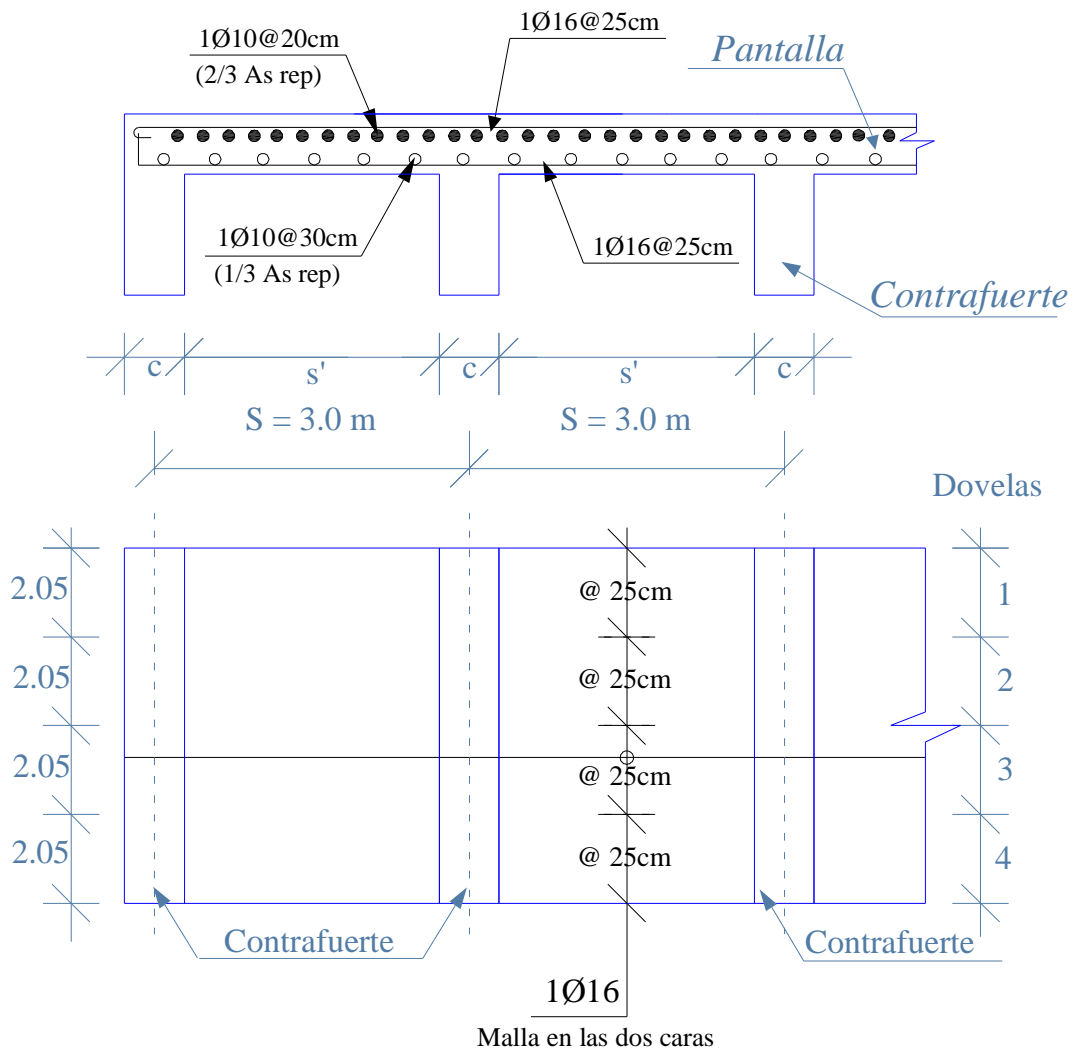 1Ø10@20cm
(2/3 As rep)
1Ø16@25cm
Pantalla
1Ø10@30cm
(1/3 As rep)
1Ø16@25cm
Contrafuerte
c
s'
c
s'
c
S = 3.0 m
S = 3.0 m
Dovelas
2.05
@ 25cm
1
2.05
@ 25cm
2
2.05
@ 25cm
3
2.05
@ 25cm
4
Contrafuerte
Contrafuerte
1Ø16
Malla en las dos caras